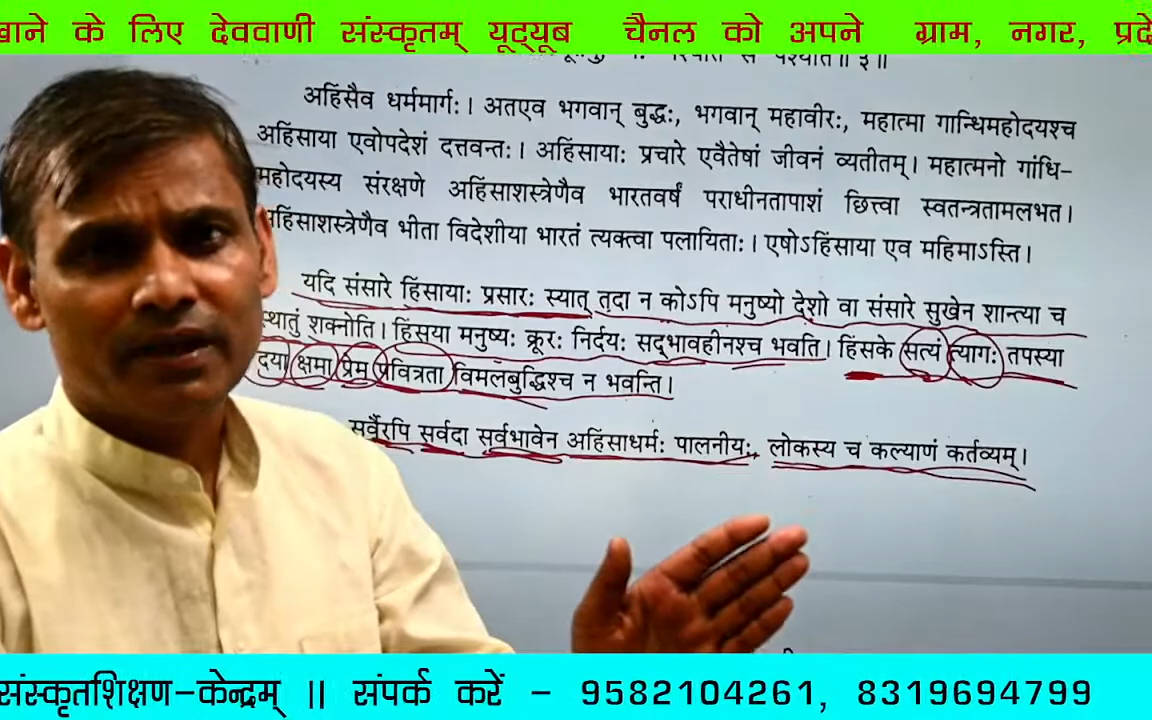 खाने के लिए देववाणी संस्कृतम् यूट्यूब चैनल को अपने ग्राम, नगर, प्रदे
स पश्यति॥ ३॥
अहिंसैव धर्ममार्गः। अतएव भगवान् बुद्धः, भगवान् महावीरः, महात्मा गान्धिमहोदयश्च
अहिंसाया एवोपदेशं दत्तवन्तः। अहिंसायाः प्रचारे एवैतेषां जीवनं व्यतीतम्। महात्मनो गांधि-
महोदयस्य संरक्षणे अहिंसाशस्त्रेणैव भारतवर्षं पराधीनतापाशं छित्त्वा स्वतन्त्रतामलभत।
अहिंसाशस्त्रेणैव भीता विदेशीया भारतं त्यक्त्वा पलायिताः। एषोऽहिंसाया एव महिमाऽस्ति।
यदि संसारे हिंसायाः प्रसारः स्यात् तदा न कोऽपि मनुष्यो देशो वा संसारे सुखेन शान्त्या च
स्थातुं शक्नोति। हिंसया मनुष्यः क्रूरः निर्दयः सद्भावहीनश्च भवति। हिंसके सत्यं त्यागः तपस्या
दया क्षमा प्रेम पवित्रता विमलबुद्धिश्च न भवन्ति।
सर्वैरपि सर्वदा सर्वभावेन अहिंसाधर्मः पालनीयः, लोकस्य च कल्याणं कर्तव्यम्।
संस्कृतशिक्षण-केन्द्रम् ॥ संपर्क करें - 9582104261, 8319694799